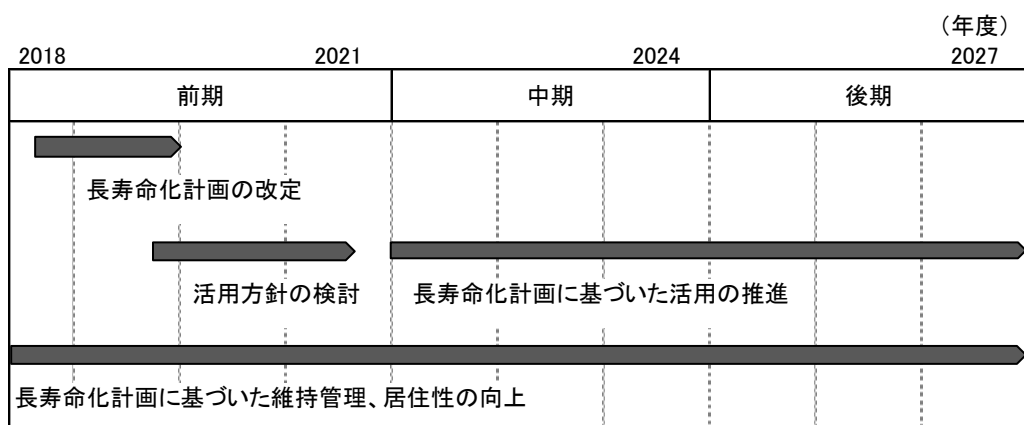 （年度）
2018 2021 2024 2027
前期 中期 後期
長寿命化計画の改定
活用方針の検討 長寿命化計画に基づいた活用の推進
長寿命化計画に基づいた維持管理、居住性の向上